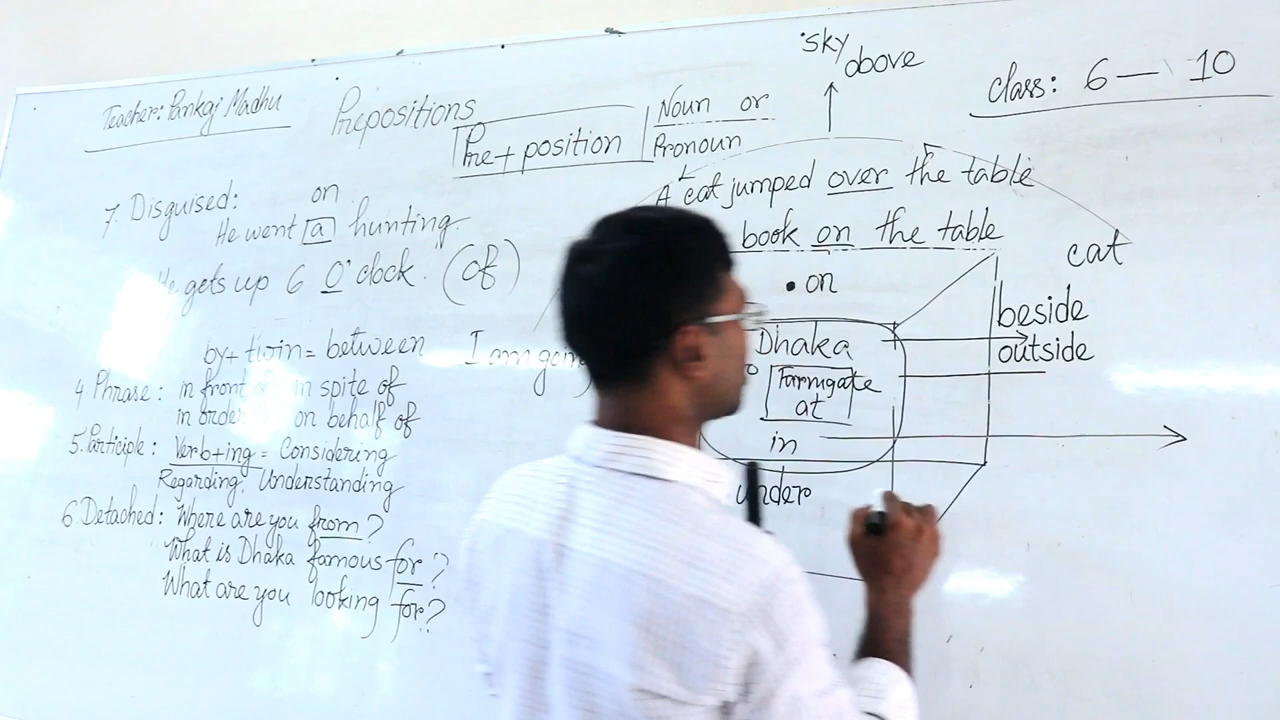 Teacher: Pankaj Madhu
Prepositions
Pre + position
Noun or
Pronoun
sky
above
class: 6 — 10
7. Disguised: on
He went a hunting.
He gets up 6 O' clock. (of)
by + twin = between
4 Phrase: in front of in spite of
in order on behalf of
5. Participle: Verb+ing = Considering
Regarding, Understanding
6 Detached: Where are you from?
What is Dhaka famous for?
What are you looking for?
I am going
A cat jumped over the table
book on the table
• on
cat
beside
outside
Dhaka
Farmgate
at
in
under